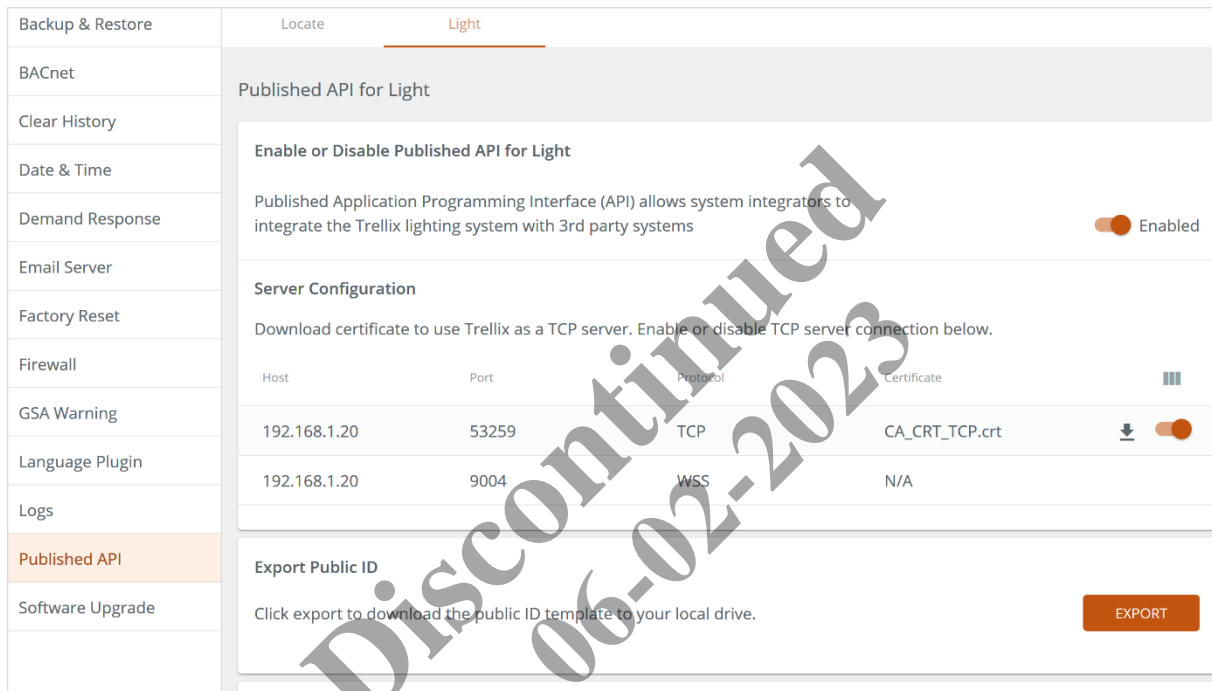 Backup & Restore
BACnet
Clear History
Date & Time
Demand Response
Email Server
Factory Reset
Firewall
GSA Warning
Language Plugin
Logs
Published API
Software Upgrade
Locate Light
Published API for Light
Enable or Disable Published API for Light
Published Application Programming Interface (API) allows system integrators to
integrate the Trellix lighting system with 3rd party systems
Enabled
Server Configuration
Download certificate to use Trellix as a TCP server. Enable or disable TCP server connection below.
Host Port Protocol Certificate
192.168.1.20 53259 TCP CA_CRT_TCP.crt
192.168.1.20 9004 WSS N/A
Export Public ID
Click export to download the public ID template to your local drive.
EXPORT
Discontinued
06-02-2023